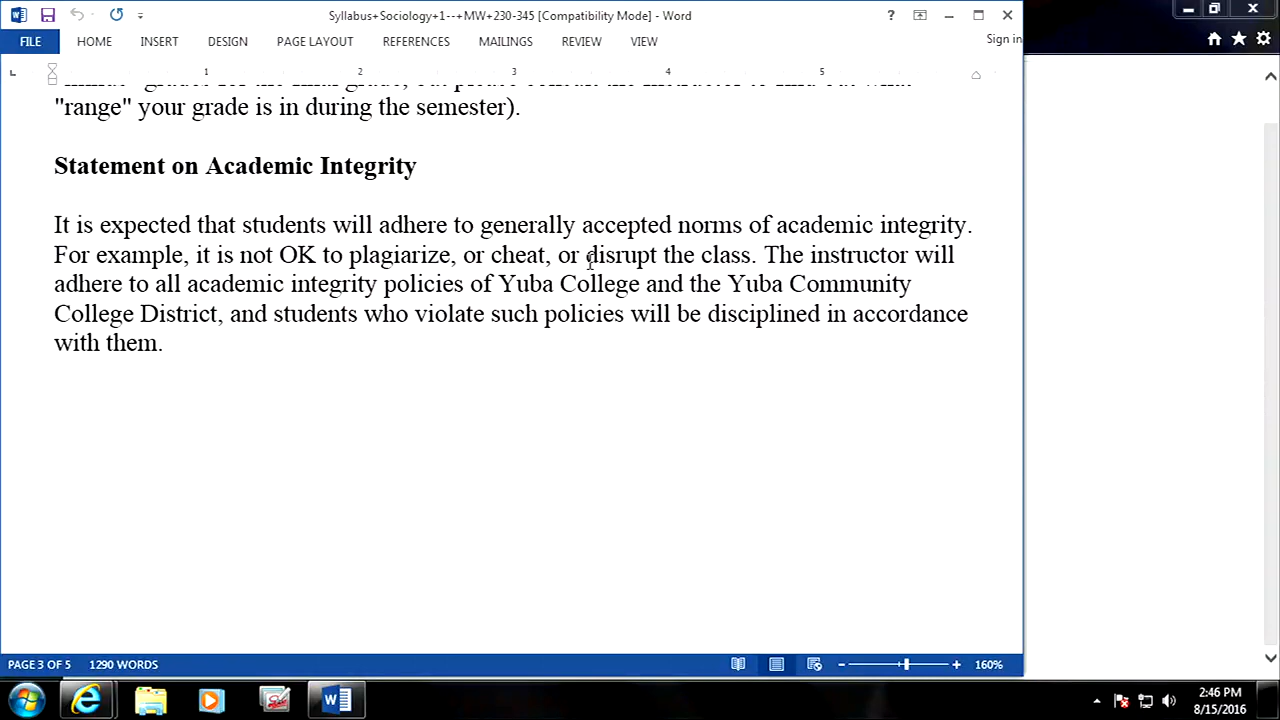 Syllabus+Sociology+1--+MW+230-345 [Compatibility Mode] - Word
?
FILE HOME INSERT DESIGN PAGE LAYOUT REFERENCES MAILINGS REVIEW VIEW Sign in
1 2 3 4 5
"range" your grade is in during the semester).
Statement on Academic Integrity
It is expected that students will adhere to generally accepted norms of academic integrity.
For example, it is not OK to plagiarize, or cheat, or disrupt the class. The instructor will
adhere to all academic integrity policies of Yuba College and the Yuba Community
College District, and students who violate such policies will be disciplined in accordance
with them.
PAGE 3 OF 5 1290 WORDS 160%
2:46 PM
8/15/2016